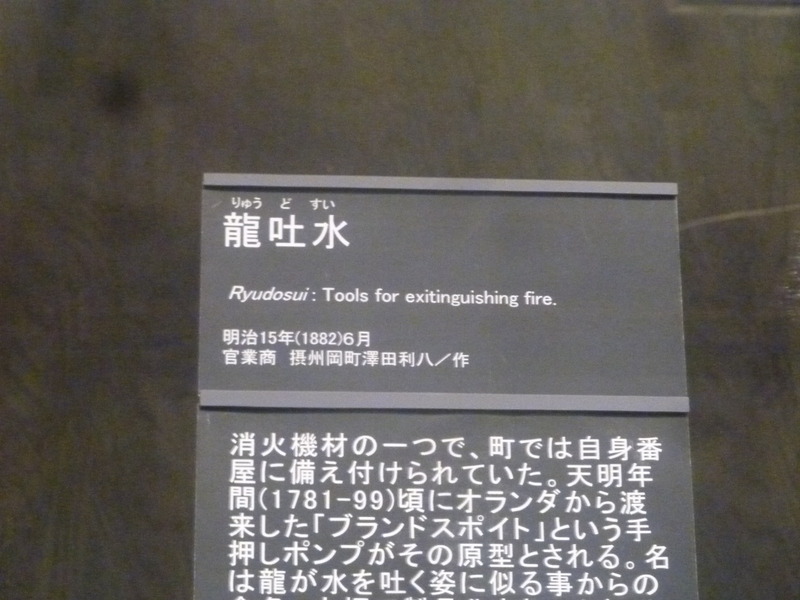 りゅう ど すい
龍吐水
Ryudosui : Tools for exitinguishing fire.
明治15年(1882)6月
官業商 摂州岡町澤田利八／作
消火機材の一つで、町では自身番
屋に備え付けられていた。天明年
間(1781-99)頃にオランダから渡
来した「ブランドスポイト」という手
押しポンプがその原型とされる。名
は龍が水を吐く姿に似る事からの